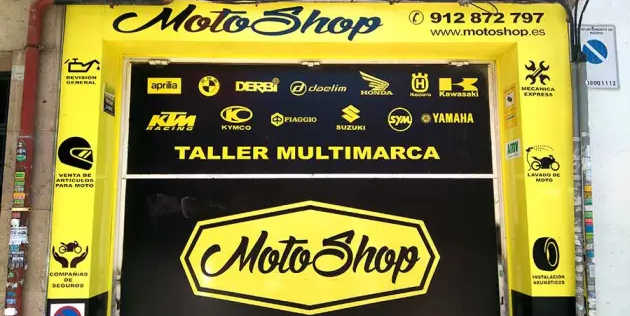 MotoShop
912 872 797
www.motoshop.es
REVISIÓN
GENERAL
VENTA DE
ARTÍCULOS
PARA MOTO
COMPAÑIAS
DE
SEGUROS
aprilia
DERBI
daelim
HONDA
Husqvarna
Kawasaki
KTM
RACING
KYMCO
PIAGGIO
SUZUKI
SYM
YAMAHA
TALLER MULTIMARCA
MotoShop
MECANICA
EXPRESS
LAVADO DE
MOTO
INSTALACIÓN
NEUMÁTICOS